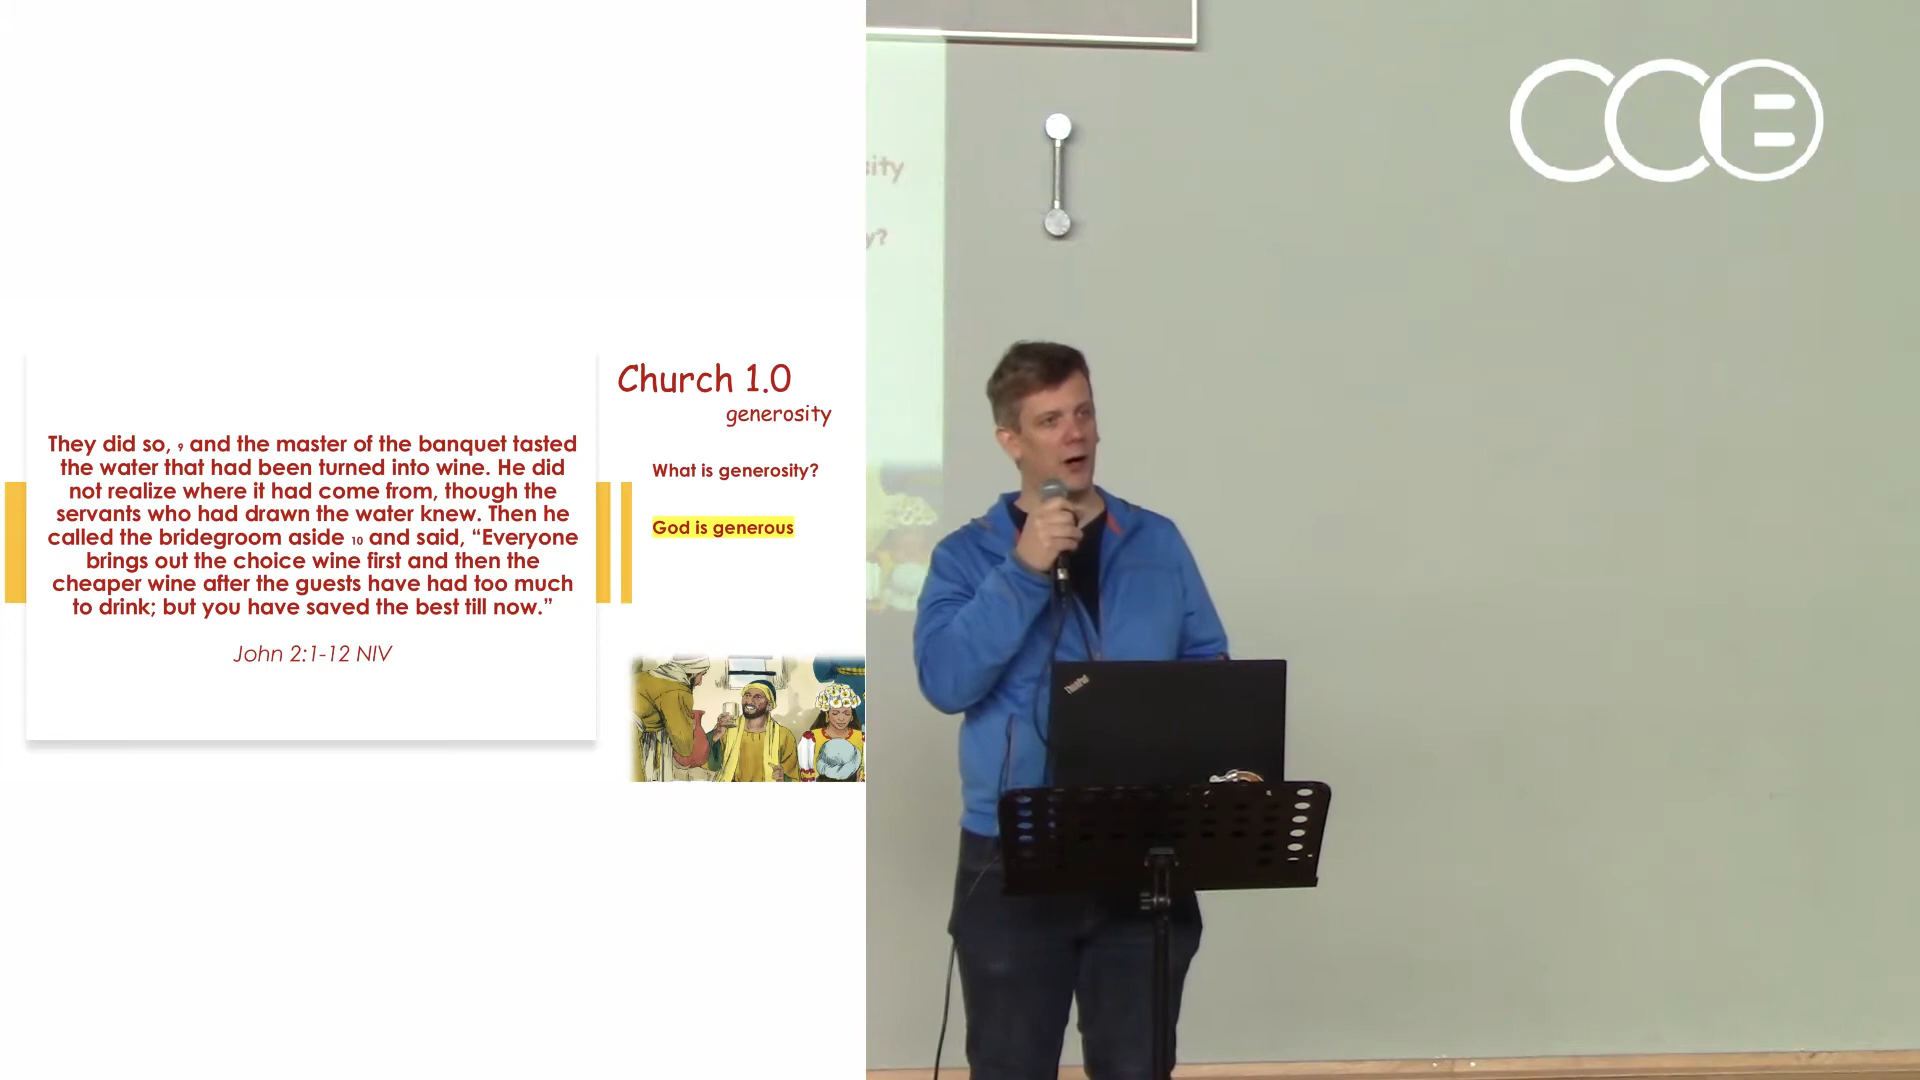 They did so, 9 and the master of the banquet tasted
the water that had been turned into wine. He did
not realize where it had come from, though the
servants who had drawn the water knew. Then he
called the bridegroom aside 10 and said, “Everyone
brings out the choice wine first and then the
cheaper wine after the guests have had too much
to drink; but you have saved the best till now.”
John 2:1-12 NIV
Church 1.0
generosity
What is generosity?
God is generous
sity
y?
CCB
ThinkPad